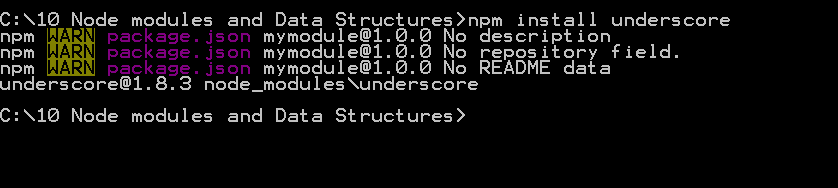 C:\10 Node modules and Data Structures>npm install underscore
npm WARN package.json mymodule@1.0.0 No description
npm WARN package.json mymodule@1.0.0 No repository field.
npm WARN package.json mymodule@1.0.0 No README data
underscore@1.8.3 node_modules\underscore
C:\10 Node modules and Data Structures>